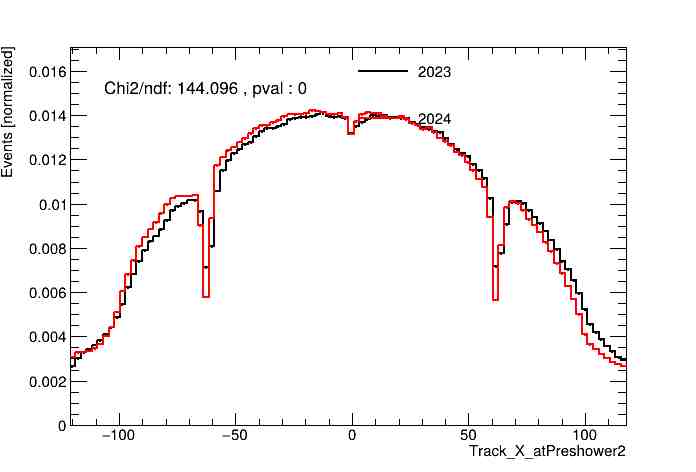 Events [normalized]
0.016
0.014
0.012
0.01
0.008
0.006
0.004
0.002
0
Chi2/ndf: 144.096 , pval : 0
2023
2024
−100 −50 0 50 100
Track_X_atPreshower2